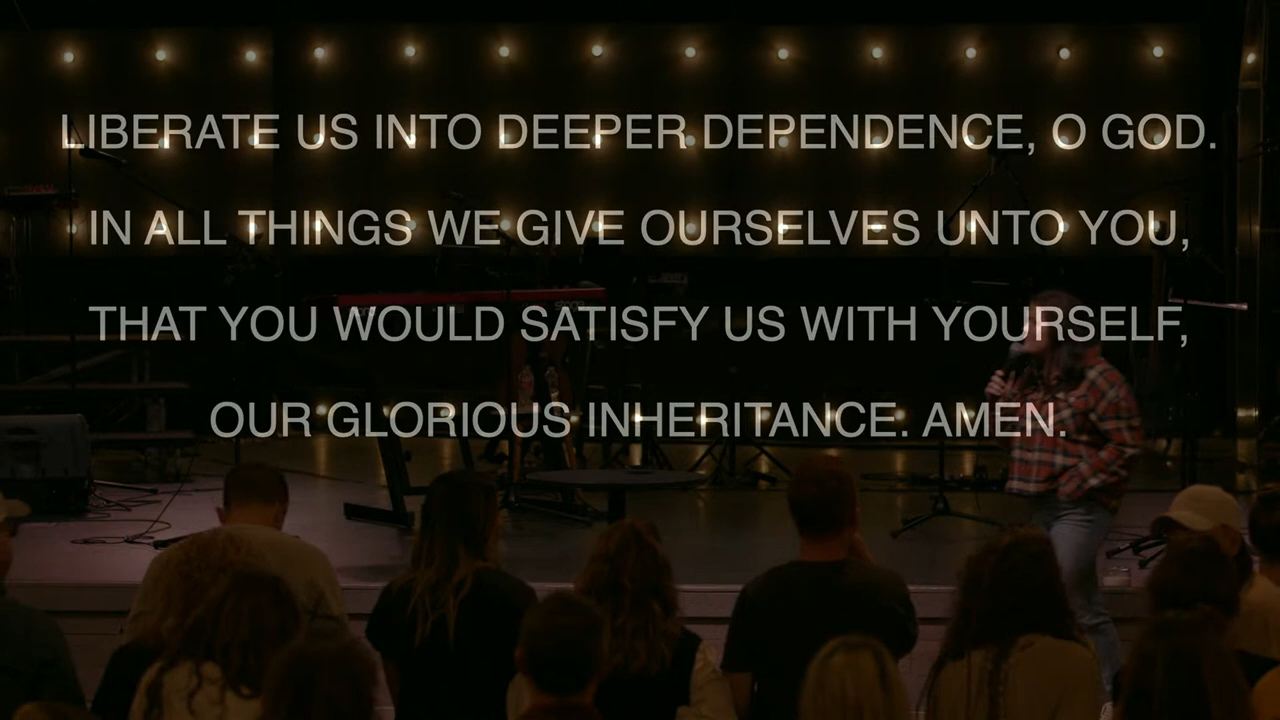 LIBERATE US INTO DEEPER DEPENDENCE, O GOD.
IN ALL THINGS WE GIVE OURSELVES UNTO YOU,
THAT YOU WOULD SATISFY US WITH YOURSELF,
OUR GLORIOUS INHERITANCE. AMEN.